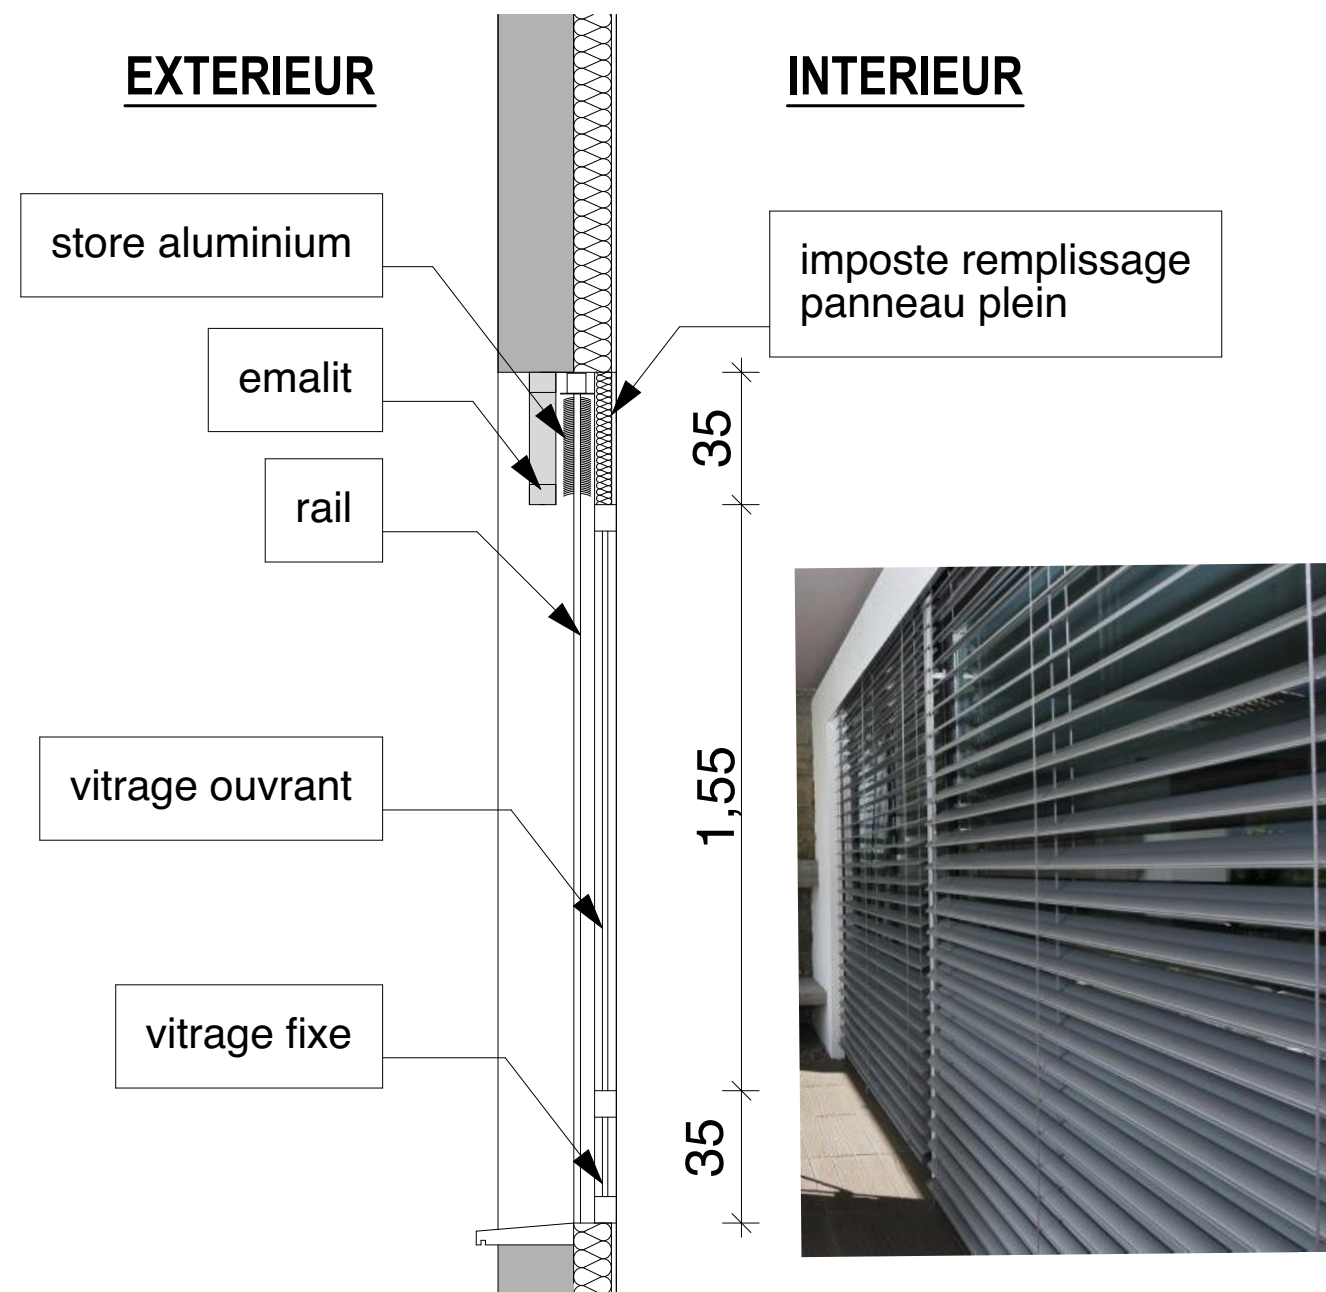 EXTERIEUR
INTERIEUR
store aluminium
imposte remplissage
panneau plein
emalit
35
rail
vitrage ouvrant
1,55
vitrage fixe
35